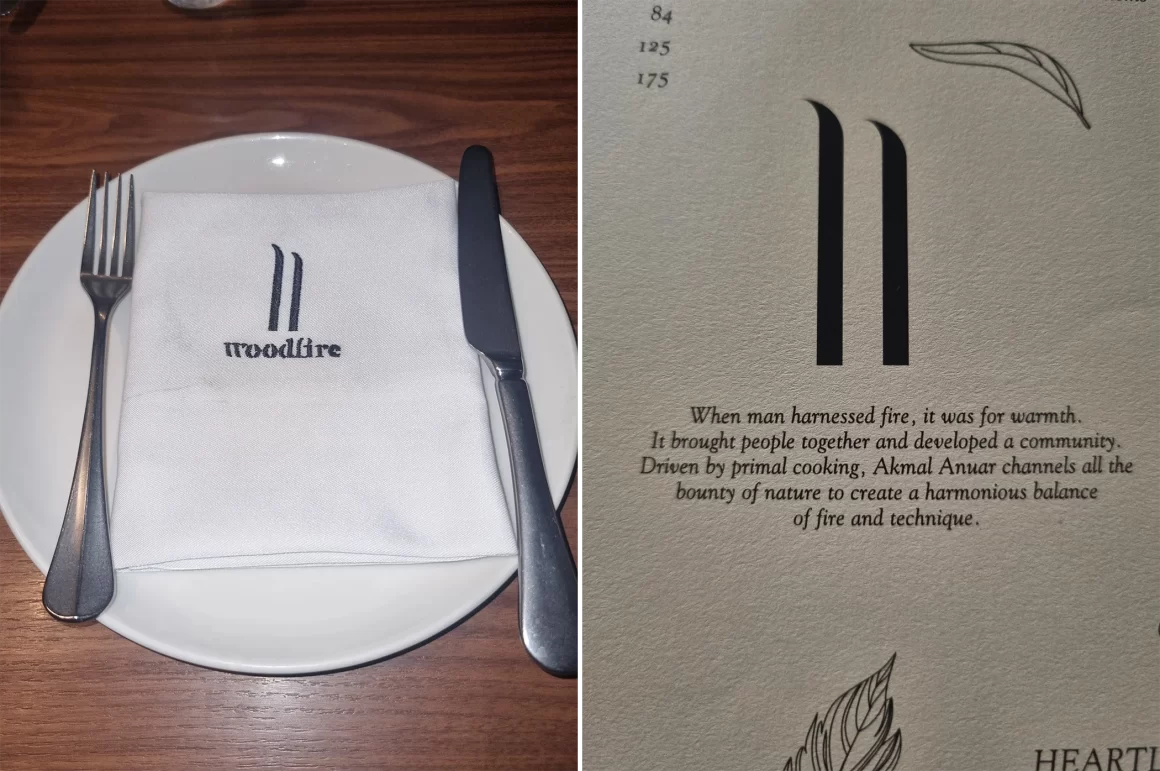 woodfire
84
125
175
When man harnessed fire, it was for warmth.
It brought people together and developed a community.
Driven by primal cooking, Akmal Anuar channels all the
bounty of nature to create a harmonious balance
of fire and technique.